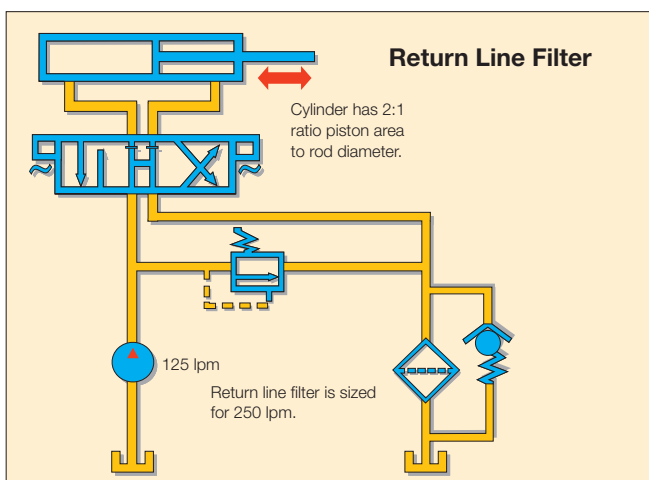 Return Line Filter
Cylinder has 2:1
ratio piston area
to rod diameter.
125 lpm
Return line filter is sized
for 250 lpm.